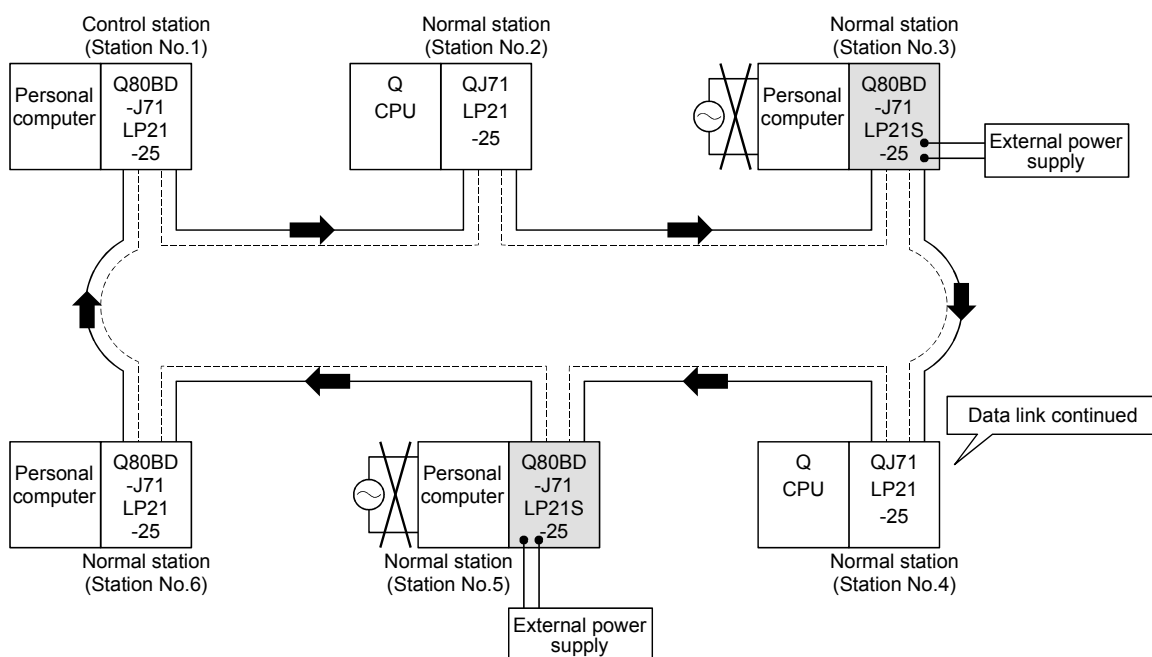 Control station
(Station No.1)
Personal
computer
Q80BD
-J71
LP21
-25
Normal station
(Station No.2)
Q
CPU
QJ71
LP21
-25
Normal station
(Station No.3)
Personal
computer
Q80BD
-J71
LP21S
-25
External power
supply
Data link continued
Personal
computer
Q80BD
-J71
LP21
-25
Normal station
(Station No.6)
Personal
computer
Q80BD
-J71
LP21S
-25
Normal station
(Station No.5)
External power
supply
Q
CPU
QJ71
LP21
-25
Normal station
(Station No.4)